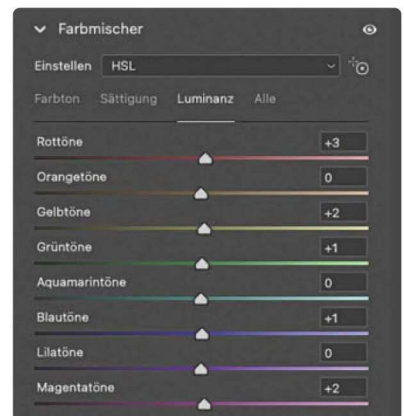 Farbmischer
Einstellen HSL
Farbton Sättigung Luminanz Alle
Rottöne +3
Orangetöne 0
Gelbtöne +2
Grüntöne +1
Aquamarintöne 0
Blautöne +1
Lilatöne 0
Magentatöne +2